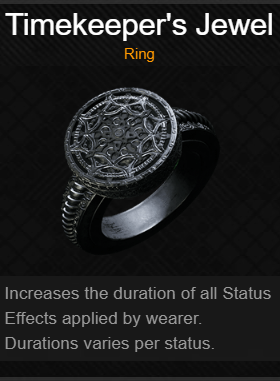 Timekeeper's Jewel
Ring
Increases the duration of all Status
Effects applied by wearer.
Durations varies per status.